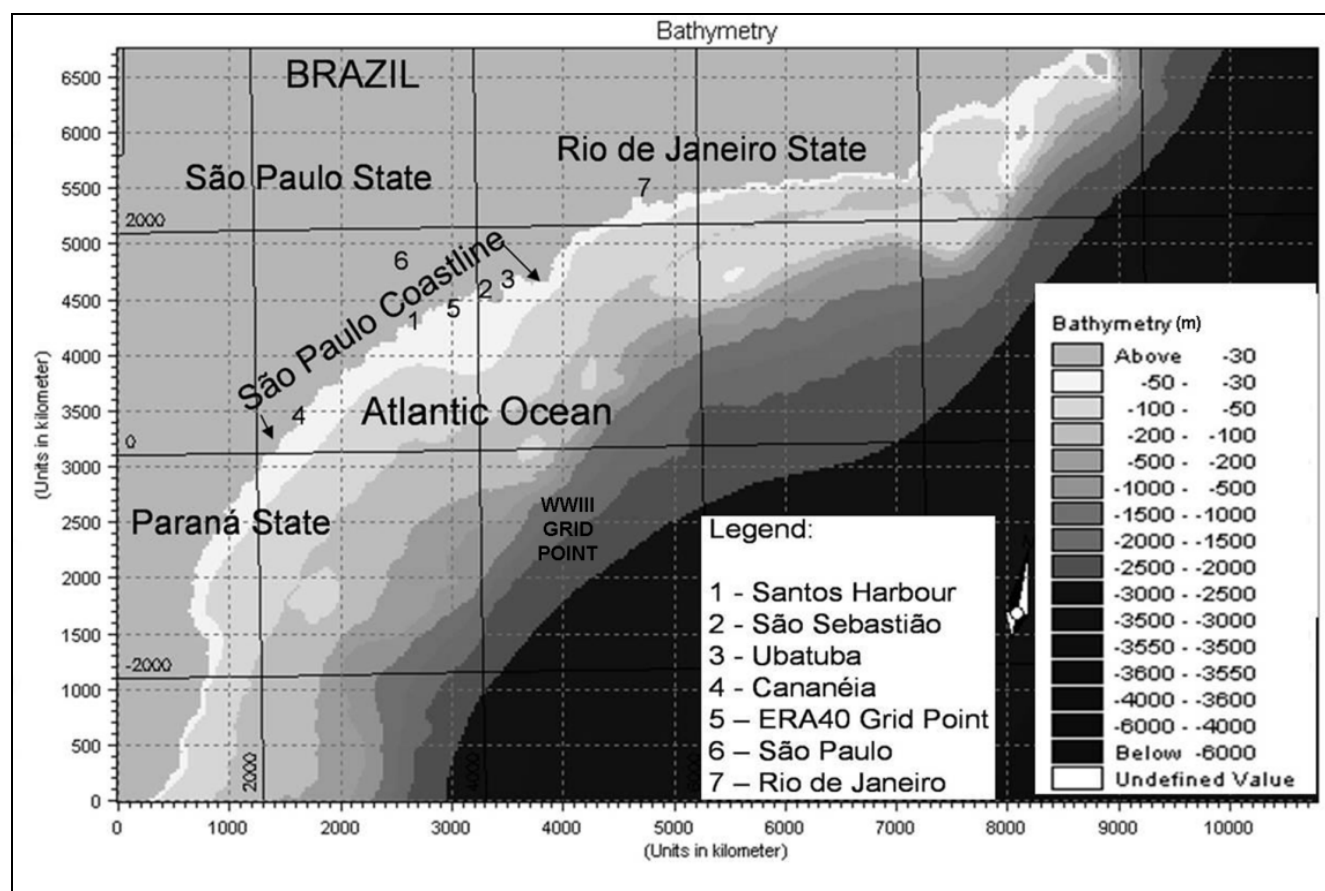 Bathymetry
BRAZIL
São Paulo State
Rio de Janeiro State
7
2000
6
São Paulo Coastline
5
2
3
1
4
Atlantic Ocean
0
Paraná State
WWIII
GRID
POINT
-2000
2000
4000
6500
6000
5500
5000
4500
4000
3500
3000
2500
2000
1500
1000
500
0
(Units in kilometer)
0 1000 2000 3000 4000 5000 6000 7000 8000 9000 10000
(Units in kilometer)
Legend:
1 - Santos Harbour
2 - São Sebastião
3 - Ubatuba
4 - Cananéia
5 – ERA40 Grid Point
6 – São Paulo
7 – Rio de Janeiro
Bathymetry (m)
Above -30
-50 - -30
-100 - -50
-200 - -100
-500 - -200
-1000 - -500
-1500 - -1000
-2000 - -1500
-2500 - -2000
-3000 - -2500
-3500 - -3000
-3550 - -3500
-3600 - -3550
-4000 - -3600
-6000 - -4000
Below -6000
Undefined Value